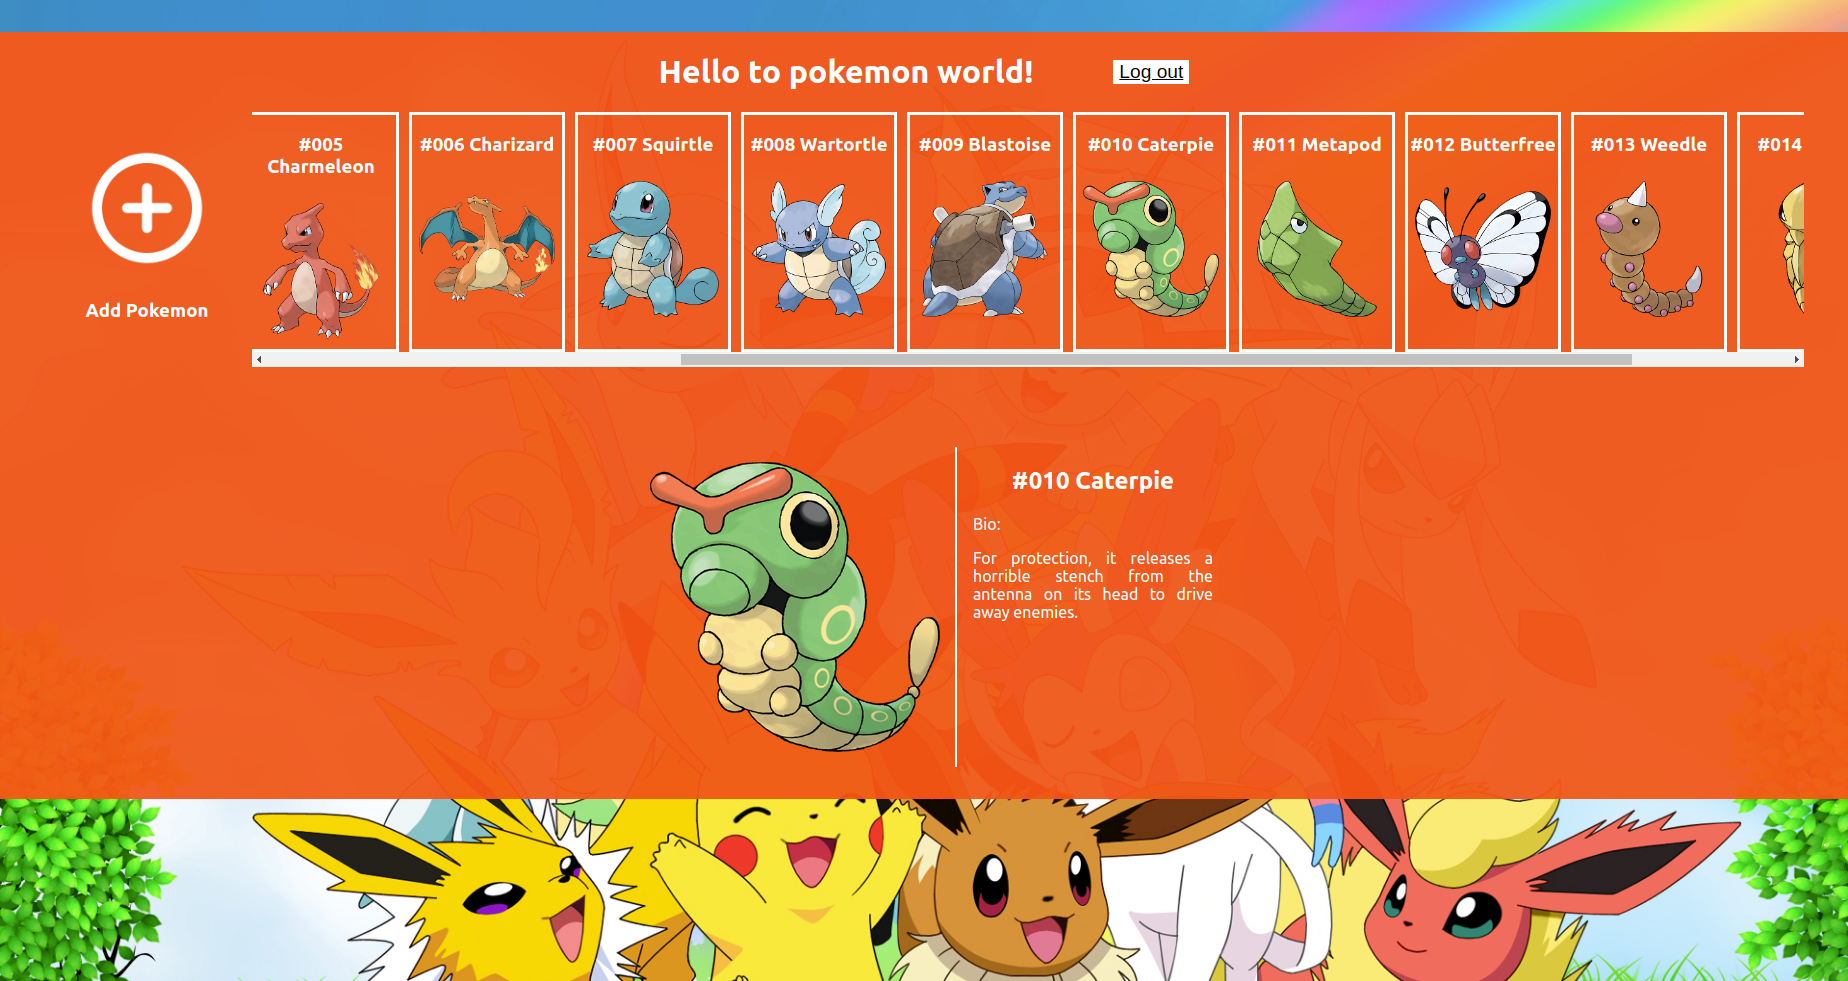 Hello to pokemon world!
Log out
#005
Charmeleon
#006 Charizard
#007 Squirtle
#008 Wartortle
#009 Blastoise
#010 Caterpie
#011 Metapod
#012 Butterfree
#013 Weedle
#014
Add Pokemon
#010 Caterpie
Bio:
For protection, it releases a
horrible stench from the
antenna on its head to drive
away enemies.